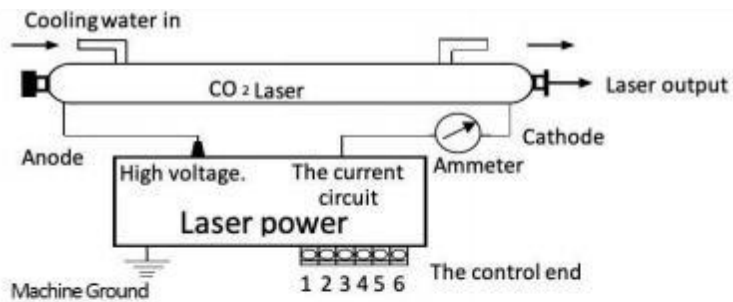 Cooling water in
CO 2 Laser
Laser output
Anode
Cathode
Ammeter
High voltage.
The current
circuit
Laser power
Machine Ground
1 2 3 4 5 6
The control end